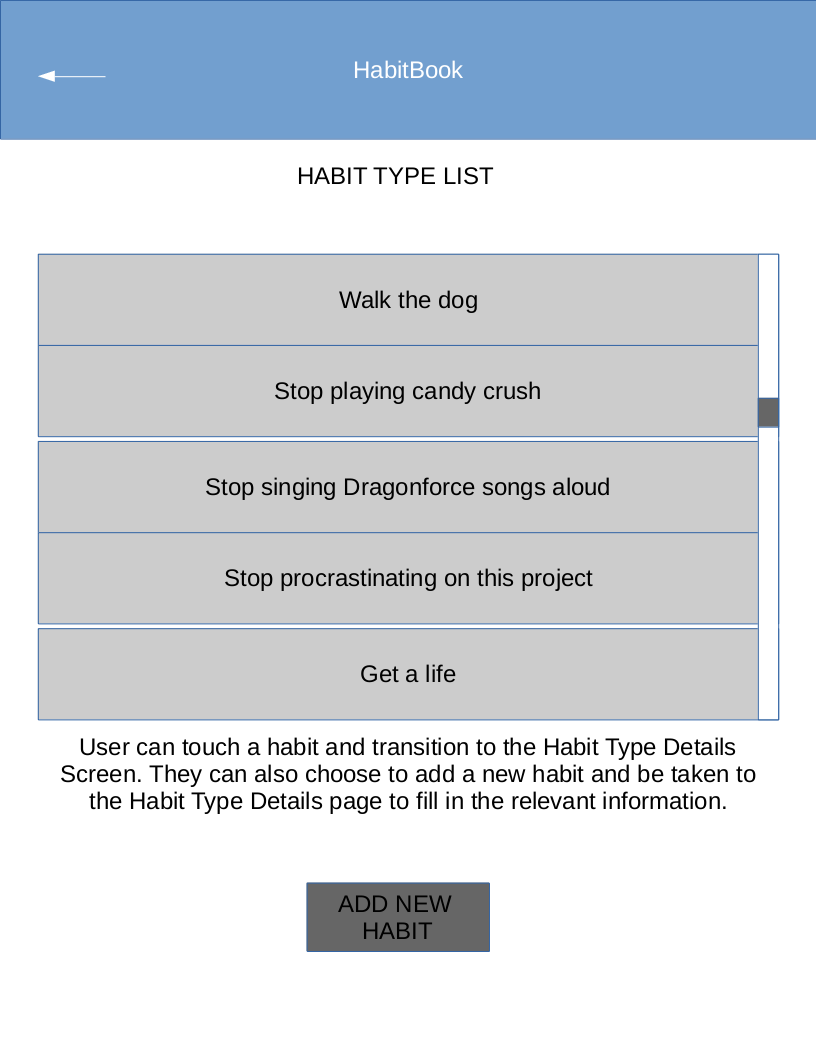 HabitBook
HABIT TYPE LIST
Walk the dog
Stop playing candy crush
Stop singing Dragonforce songs aloud
Stop procrastinating on this project
Get a life
User can touch a habit and transition to the Habit Type Details
Screen. They can also choose to add a new habit and be taken to
the Habit Type Details page to fill in the relevant information.
ADD NEW
HABIT